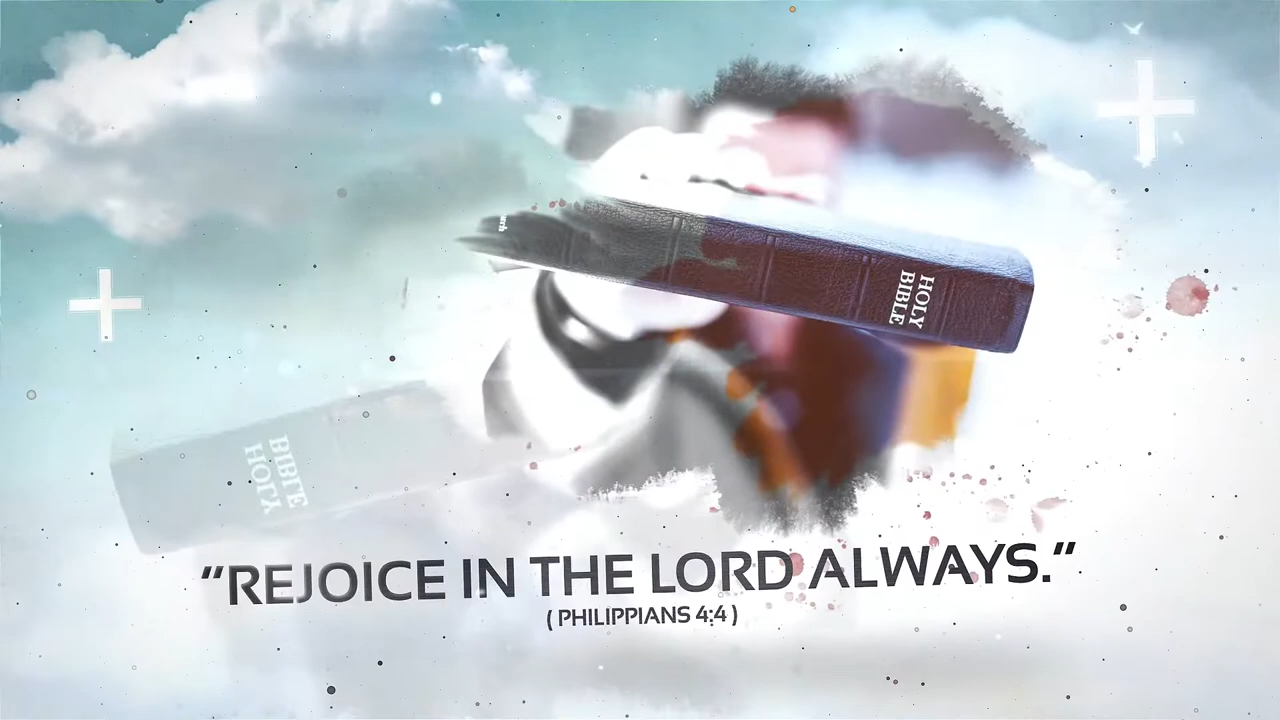 HOLY
BIBLE
HOLY
BIBLE
“REJOICE IN THE LORD ALWAYS.”
( PHILIPPIANS 4:4 )